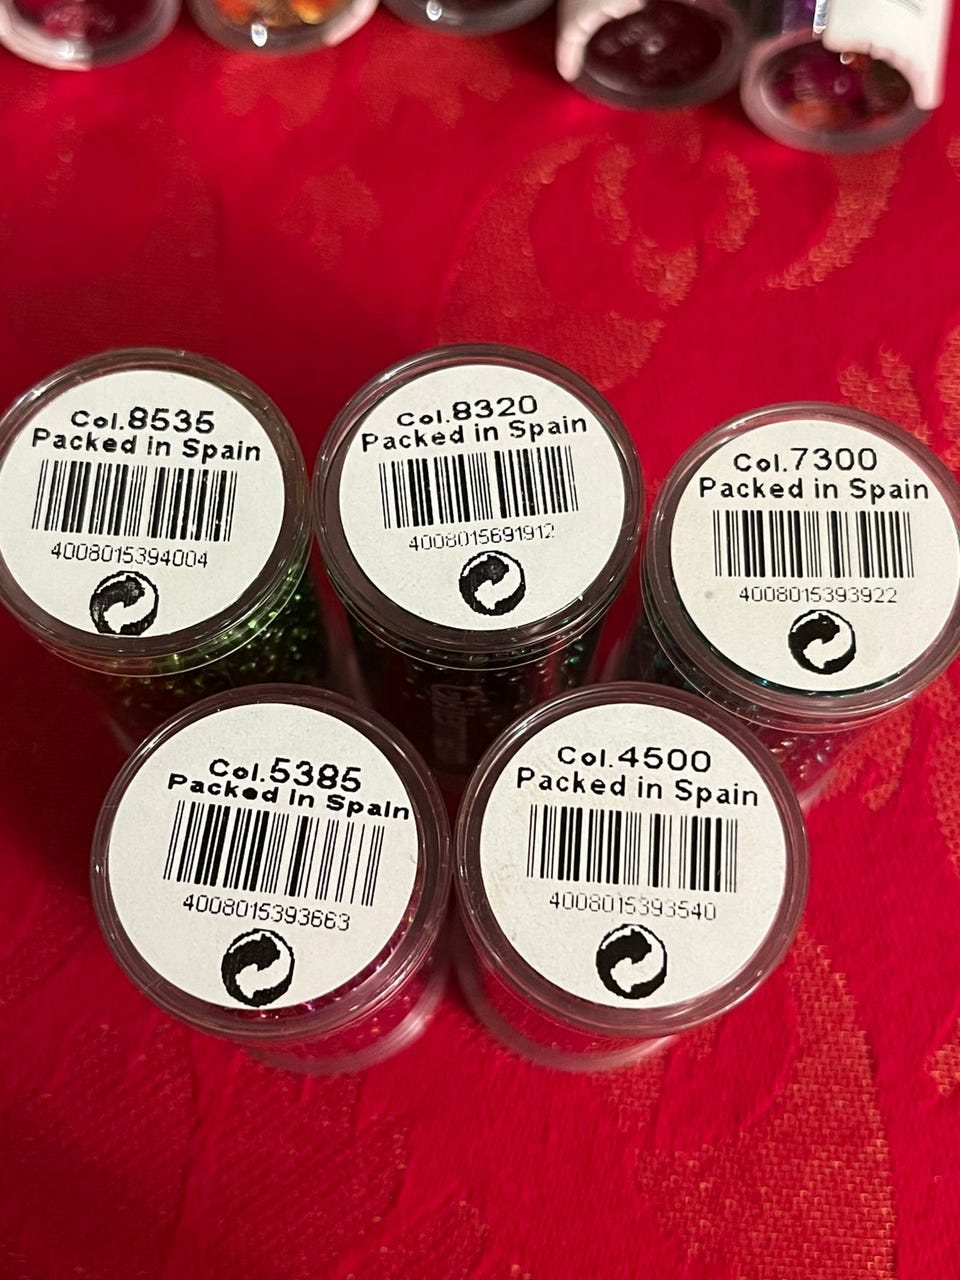 Col.8535
Packed in Spain
4008015394004
Col.8320
Packed in Spain
4008015691912
Col.7300
Packed in Spain
4008015393922
Col.5385
Packed in Spain
4008015393663
Col.4500
Packed in Spain
4008015393540